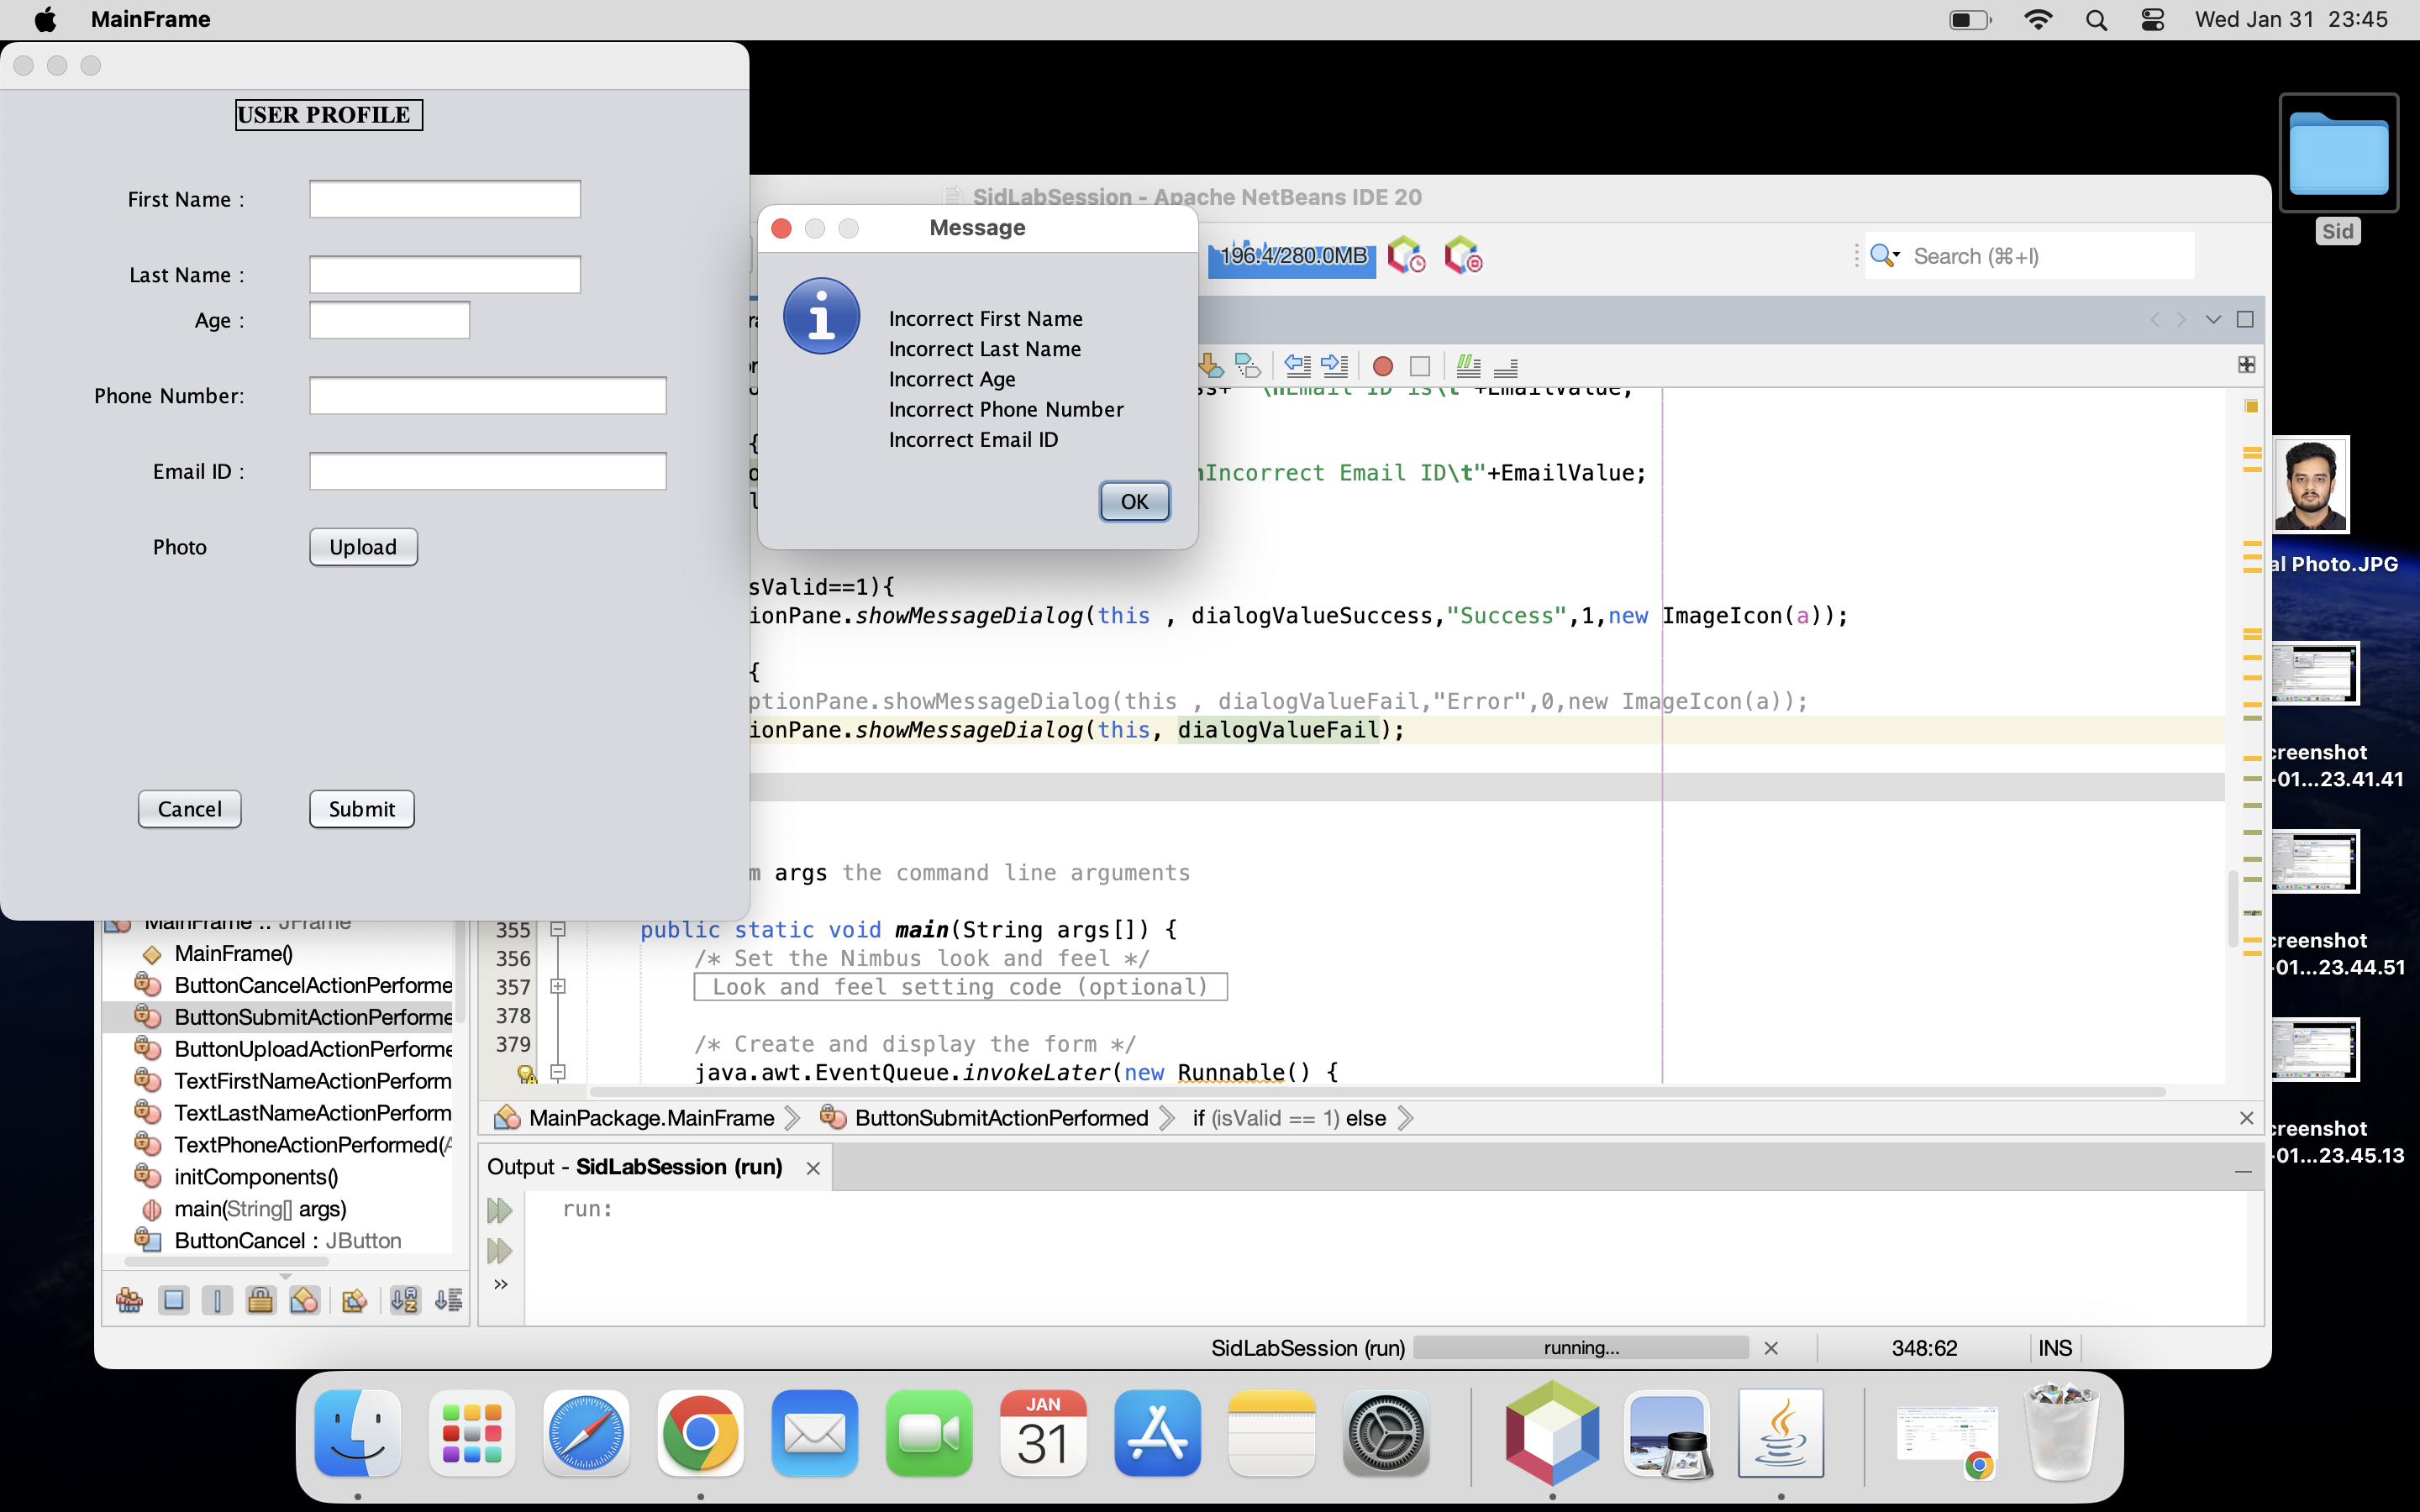 MainFrame
Wed Jan 31 23:45
USER PROFILE
First Name :
Last Name :
Age :
Phone Number:
Email ID :
Photo
Upload
Cancel
Submit
SidLabSession - Apache NetBeans IDE 20
Message
Incorrect First Name
Incorrect Last Name
Incorrect Age
Incorrect Phone Number
Incorrect Email ID
OK
196.4/280.0MB
Search (⌘+I)
\nEmail ID is\t"+EmailValue;
{
nIncorrect Email ID\t"+EmailValue;
sValid==1){
ionPane.showMessageDialog(this , dialogValueSuccess,"Success",1,new ImageIcon(a));
{
ptionPane.showMessageDialog(this , dialogValueFail,"Error",0,new ImageIcon(a));
ionPane.showMessageDialog(this, dialogValueFail);
m args the command line arguments
355 public static void main(String args[]) {
356 /* Set the Nimbus look and feel */
357 Look and feel setting code (optional)
378
379 /* Create and display the form */
java.awt.EventQueue.invokeLater(new Runnable() {
MainFrame :: JFrame
MainFrame()
ButtonCancelActionPerforme
ButtonSubmitActionPerforme
ButtonUploadActionPerforme
TextFirstNameActionPerform
TextLastNameActionPerform
TextPhoneActionPerformed(A
initComponents()
main(String[] args)
ButtonCancel : JButton
MainPackage.MainFrame ButtonSubmitActionPerformed if (isValid == 1) else
Output - SidLabSession (run)
run:
SidLabSession (run) running... 348:62 INS
Sid
al Photo.JPG
creenshot
-01...23.41.41
creenshot
-01...23.44.51
creenshot
-01...23.45.13
JAN
31